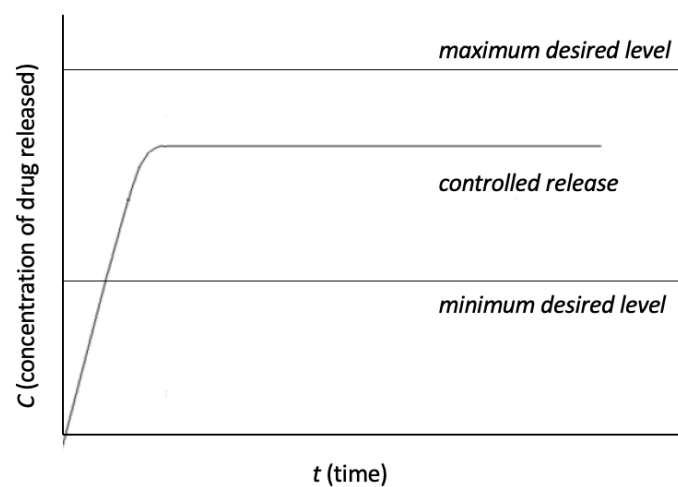 maximum desired level
C (concentration of drug released)
controlled release
minimum desired level
t (time)